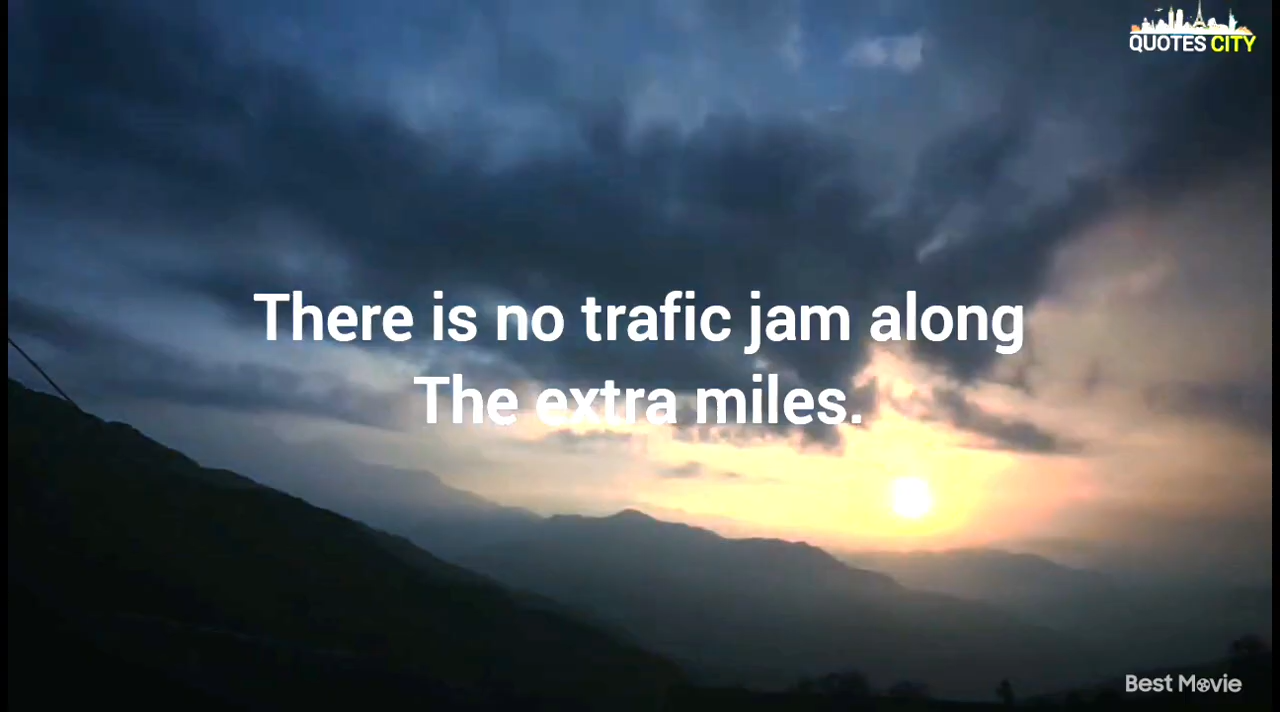 QUOTES CITY
There is no trafic jam along
The extra miles.
Best Movie